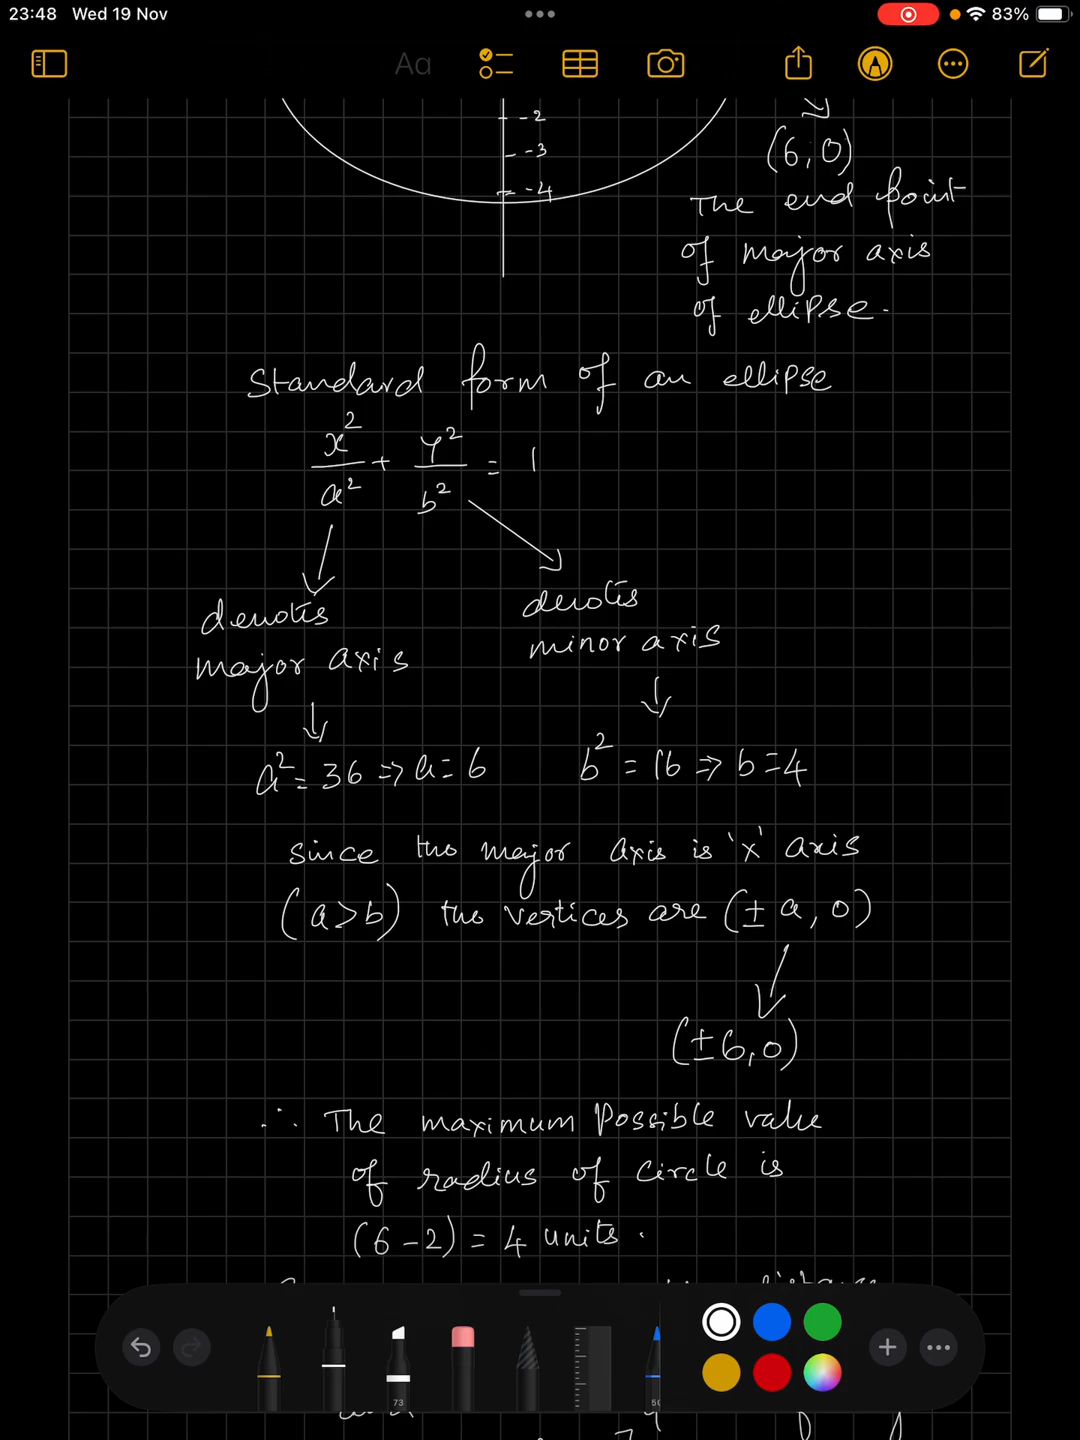 23:48 Wed 19 Nov
83%
Aa
-2
-3
-4
(6,0)
The end point
of major axis
of ellipse.
Standard form of an ellipse
x²/a² + y²/b² = 1
denotes
major axis
denotes
minor axis
a² = 36 ⇒ a = 6
b² = 16 ⇒ b = 4
since the major axis is 'x' axis
(a>b) the vertices are (± a, 0)
(±6,0)
∴ The maximum possible value
of radius of circle is
(6-2) = 4 units.
distance
73
50